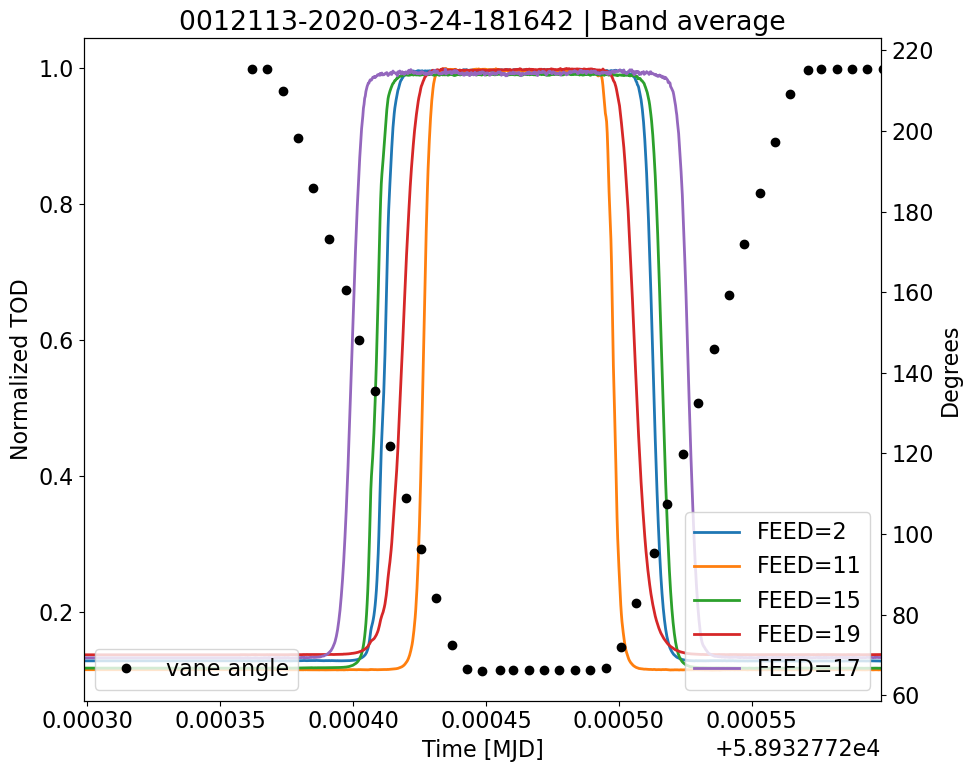 0012113-2020-03-24-181642 | Band average
1.0
0.8
0.6
0.4
0.2
Normalized TOD
220
200
180
160
140
120
100
80
60
Degrees
FEED=2
FEED=11
FEED=15
FEED=19
FEED=17
vane angle
0.00030
0.00035
0.00040
0.00045
0.00050
0.00055
Time [MJD]
+5.8932772e4